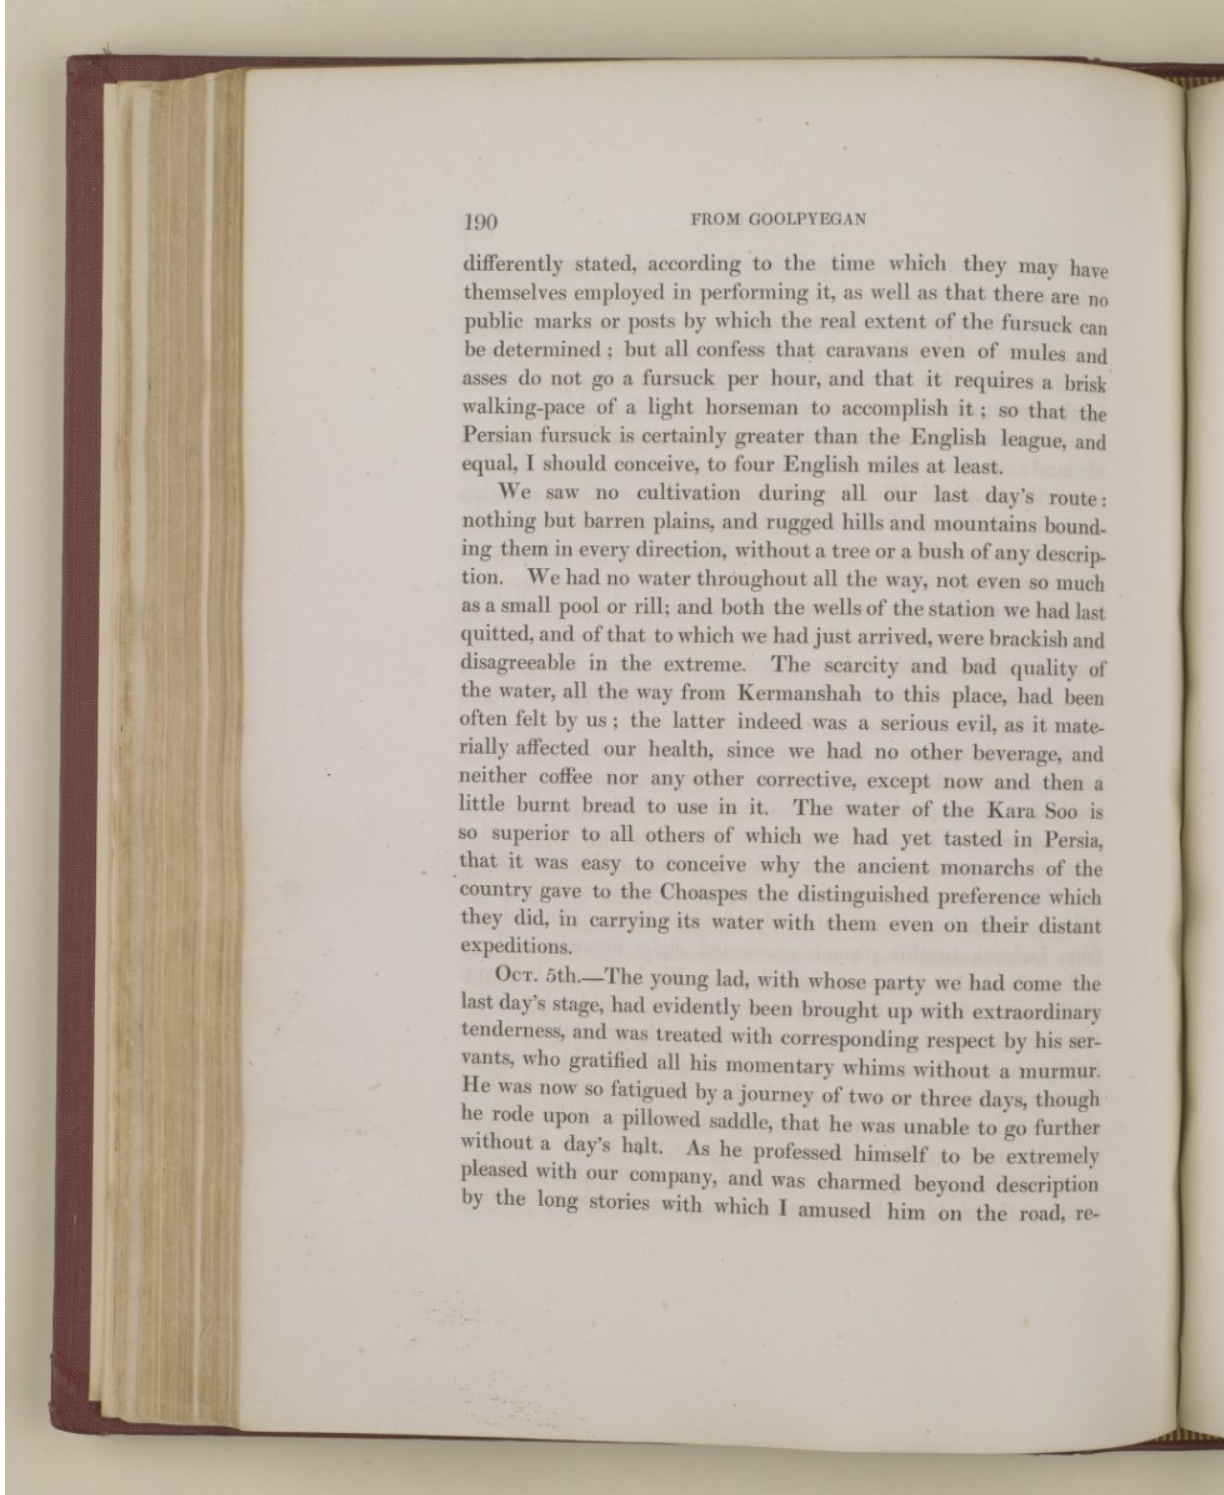 190 FROM GOOLPYEGAN
differently stated, according to the time which they may have
themselves employed in performing it, as well as that there are no
public marks or posts by which the real extent of the fursuck can
be determined ; but all confess that caravans even of mules and
asses do not go a fursuck per hour, and that it requires a brisk
walking-pace of a light horseman to accomplish it ; so that the
Persian fursuck is certainly greater than the English league, and
equal, I should conceive, to four English miles at least.
We saw no cultivation during all our last day's route :
nothing but barren plains, and rugged hills and mountains bound-
ing them in every direction, without a tree or a bush of any descrip-
tion. We had no water throughout all the way, not even so much
as a small pool or rill; and both the wells of the station we had last
quitted, and of that to which we had just arrived, were brackish and
disagreeable in the extreme. The scarcity and bad quality of
the water, all the way from Kermanshah to this place, had been
often felt by us ; the latter indeed was a serious evil, as it mate-
rially affected our health, since we had no other beverage, and
neither coffee nor any other corrective, except now and then a
little burnt bread to use in it. The water of the Kara Soo is
so superior to all others of which we had yet tasted in Persia,
that it was easy to conceive why the ancient monarchs of the
country gave to the Choaspes the distinguished preference which
they did, in carrying its water with them even on their distant
expeditions.
Oct. 5th.—The young lad, with whose party we had come the
last day's stage, had evidently been brought up with extraordinary
tenderness, and was treated with corresponding respect by his ser-
vants, who gratified all his momentary whims without a murmur.
He was now so fatigued by a journey of two or three days, though
he rode upon a pillowed saddle, that he was unable to go further
without a day's halt. As he professed himself to be extremely
pleased with our company, and was charmed beyond description
by the long stories with which I amused him on the road, re-